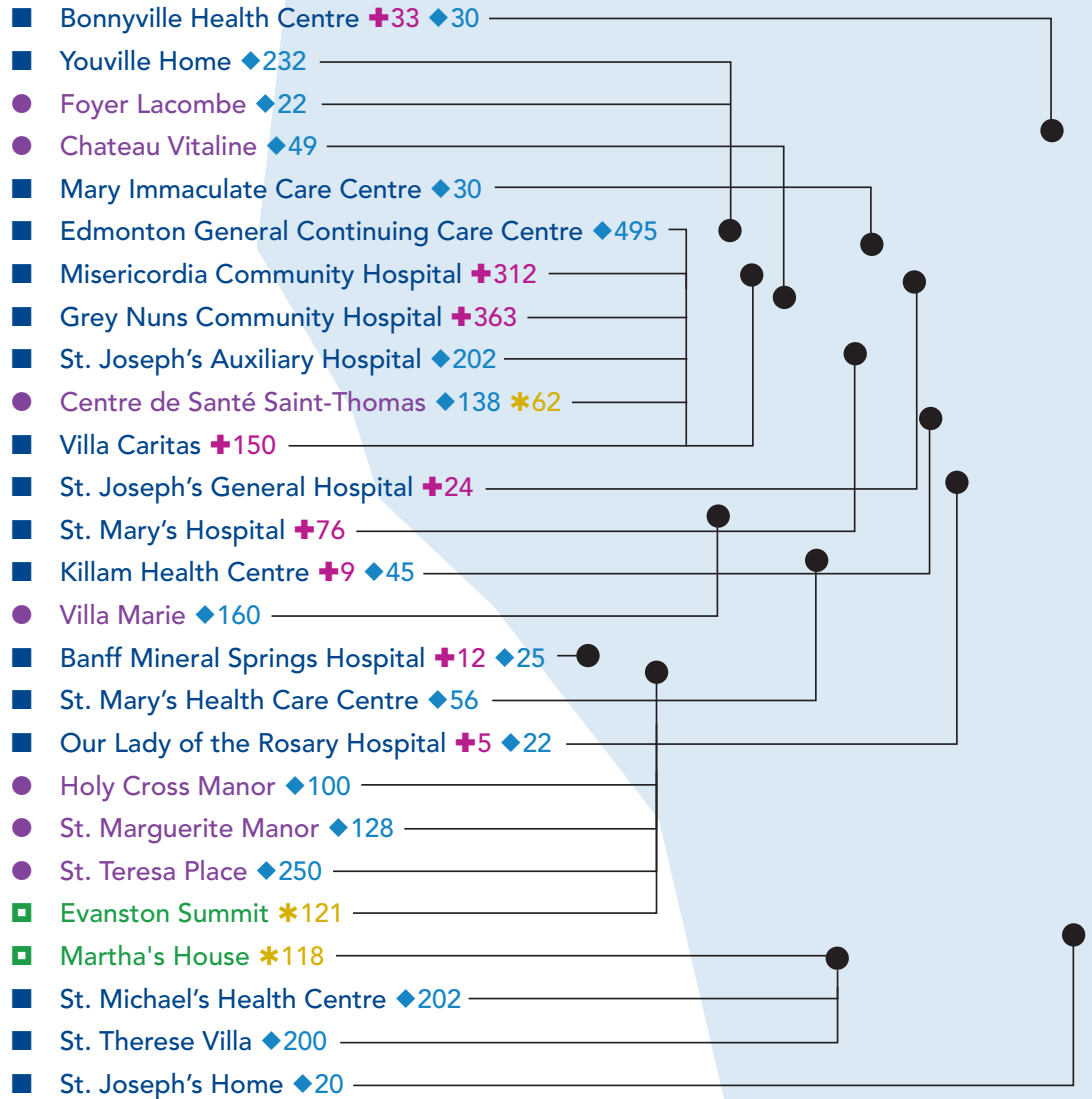 Bonnyville Health Centre ✚33 ◆30
Youville Home ◆232
Foyer Lacombe ◆22
Chateau Vitaline ◆49
Mary Immaculate Care Centre ◆30
Edmonton General Continuing Care Centre ◆495
Misericordia Community Hospital ✚312
Grey Nuns Community Hospital ✚363
St. Joseph’s Auxiliary Hospital ◆202
Centre de Santé Saint-Thomas ◆138 ✱62
Villa Caritas ✚150
St. Joseph’s General Hospital ✚24
St. Mary’s Hospital ✚76
Killam Health Centre ✚9 ◆45
Villa Marie ◆160
Banff Mineral Springs Hospital ✚12 ◆25
St. Mary’s Health Care Centre ◆56
Our Lady of the Rosary Hospital ✚5 ◆22
Holy Cross Manor ◆100
St. Marguerite Manor ◆128
St. Teresa Place ◆250
Evanston Summit ✱121
Martha's House ✱118
St. Michael’s Health Centre ◆202
St. Therese Villa ◆200
St. Joseph’s Home ◆20